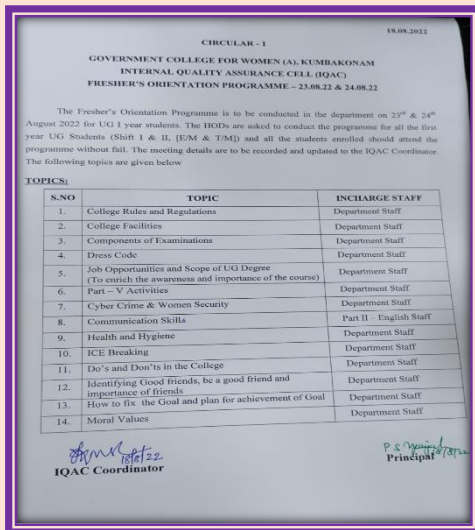 18.08.2022
CIRCULAR - 1
GOVERNMENT COLLEGE FOR WOMEN (A), KUMBAKONAM
INTERNAL QUALITY ASSURANCE CELL (IQAC)
FRESHER'S ORIENTATION PROGRAMME – 23.08.22 & 24.08.22
The Fresher's Orientation Programme is to be conducted in the department on 23rd & 24th
August 2022 for UG I year students. The HODs are asked to conduct the programme for all the first
year UG Students (Shift I & II, [E/M & T/M]) and all the students enrolled should attend the
programme without fail. The meeting details are to be recorded and updated to the IQAC Coordinator.
The following topics are given below
TOPICS:
S.NO TOPIC INCHARGE STAFF
1. College Rules and Regulations Department Staff
2. College Facilities Department Staff
3. Components of Examinations Department Staff
4. Dress Code Department Staff
5. Job Opportunities and Scope of UG Degree Department Staff
(To enrich the awareness and importance of the course)
6. Part – V Activities Department Staff
7. Cyber Crime & Women Security Department Staff
8. Communication Skills Part II – English Staff
9. Health and Hygiene Department Staff
10. ICE Breaking Department Staff
11. Do's and Don'ts in the College Department Staff
12. Identifying Good friends, be a good friend and Department Staff
importance of friends
13. How to fix the Goal and plan for achievement of Goal Department Staff
14. Moral Values Department Staff
18/8/22
IQAC Coordinator
P S 18/8/22
Principal